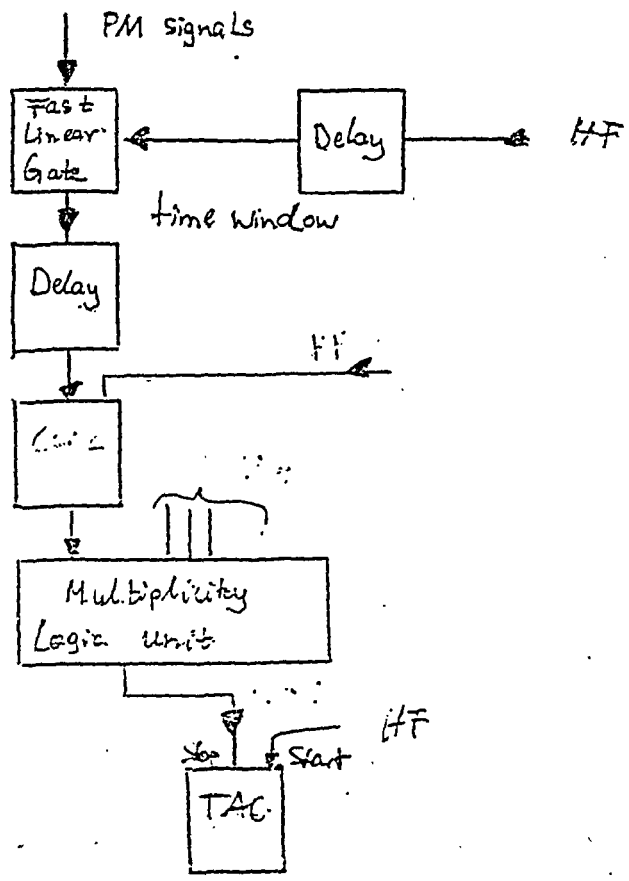 PM signals
Fast
Linear
Gate
Delay
HF
time window
Delay
HF
Multiplicity
Logic unit
HF
Stop
Start
TAC